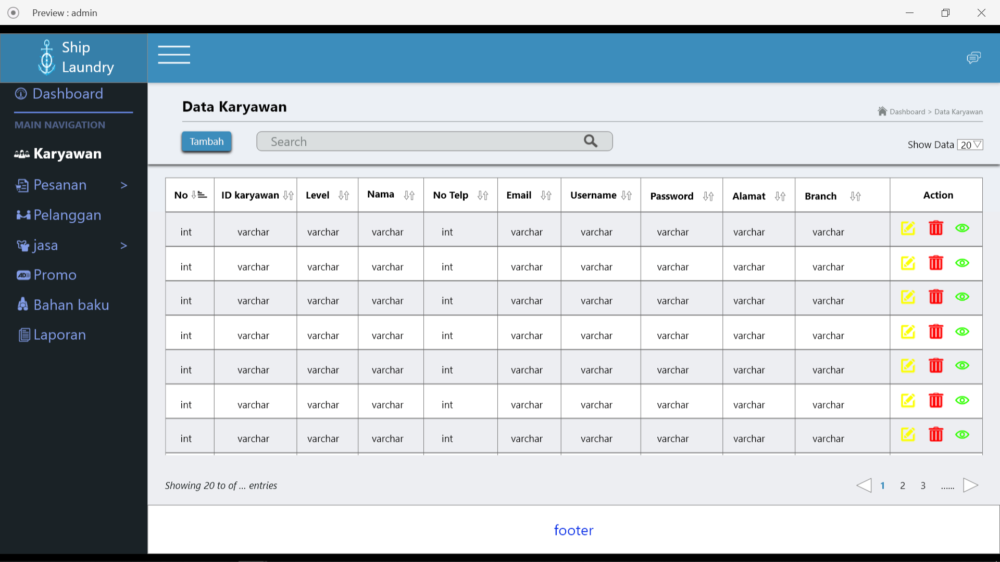 Preview : admin
Ship
Laundry
Dashboard
MAIN NAVIGATION
Karyawan
Pesanan >
Pelanggan
jasa >
AD Promo
Bahan baku
Laporan
Data Karyawan
Dashboard > Data Karyawan
Tambah
Search
Show Data 20
No ID karyawan Level Nama No Telp Email Username Password Alamat Branch Action
int varchar varchar varchar int varchar varchar varchar varchar varchar
int varchar varchar varchar int varchar varchar varchar varchar varchar
int varchar varchar varchar int varchar varchar varchar varchar varchar
int varchar varchar varchar int varchar varchar varchar varchar varchar
int varchar varchar varchar int varchar varchar varchar varchar varchar
int varchar varchar varchar int varchar varchar varchar varchar varchar
int varchar varchar varchar int varchar varchar varchar varchar varchar
Showing 20 to of ... entries
1 2 3 ......
footer